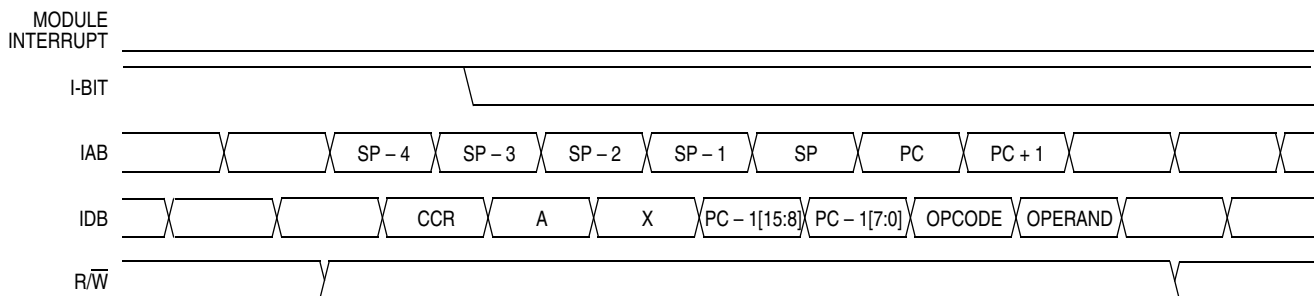 MODULE
INTERRUPT
I-BIT
IAB SP – 4 SP – 3 SP – 2 SP – 1 SP PC PC + 1
IDB CCR A X PC – 1[15:8] PC – 1[7:0] OPCODE OPERAND
R/W̅